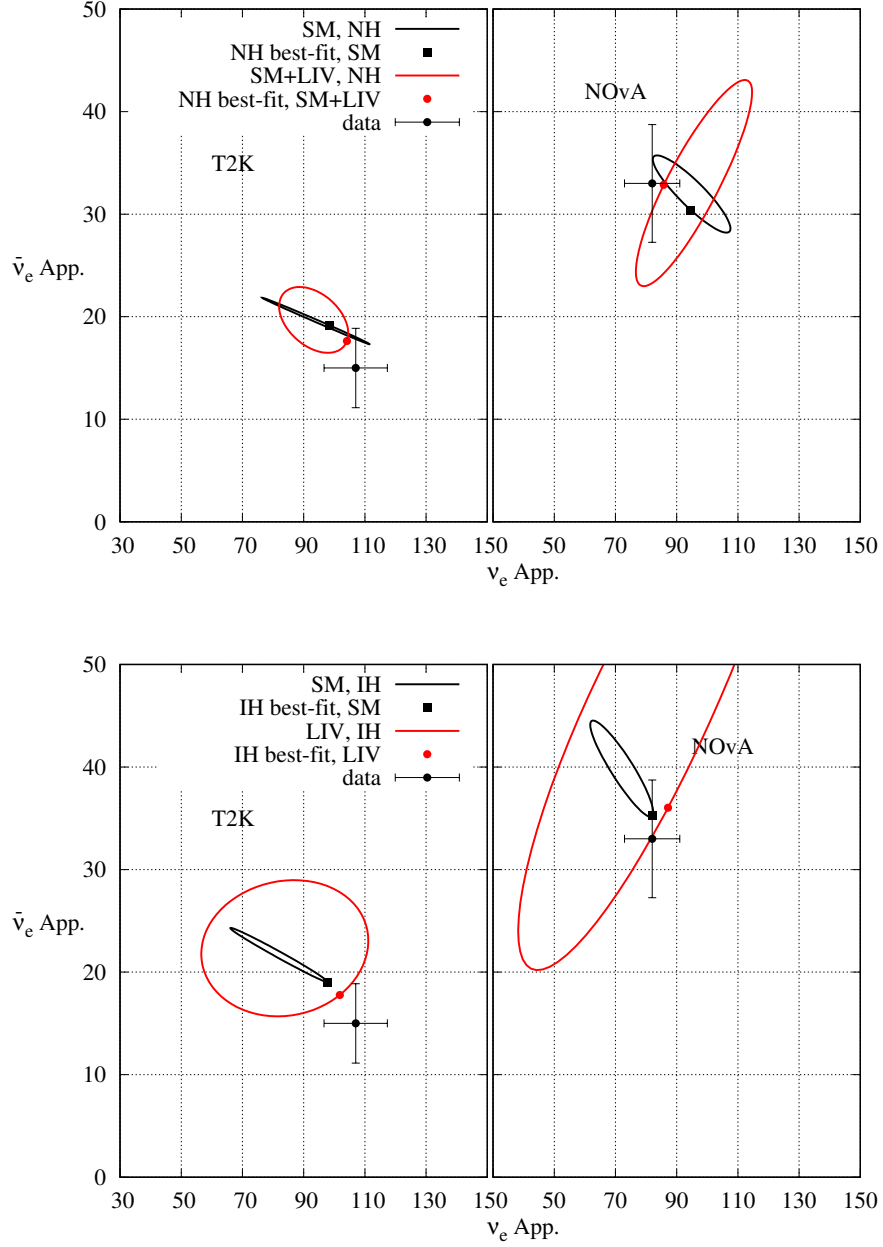 50
40
30
20
10
0
ν̄e App.
SM, NH
NH best-fit, SM
SM+LIV, NH
NH best-fit, SM+LIV
data
T2K
NOvA
30 50 70 90 110 130 150 50 70 90 110 130 150
νe App.
50
40
30
20
10
0
ν̄e App.
SM, IH
IH best-fit, SM
LIV, IH
IH best-fit, LIV
data
T2K
NOvA
30 50 70 90 110 130 150 50 70 90 110 130 150
νe App.